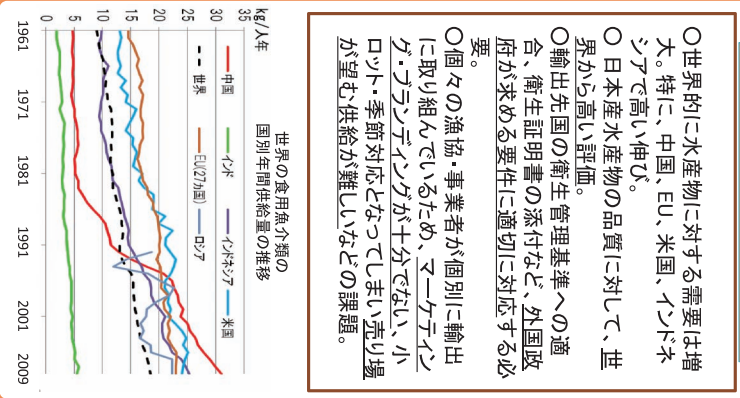 ○世界的に水産物に対する需要は増
大。特に、中国、EU、米国、インドネ
シアで高い伸び。
○ 日本産水産物の品質に対して、世
界から高い評価。
○輸出先国の衛生管理基準への適
合、衛生証明書の添付など、外国政
府が求める要件に適切に対応する必
要。
○個々の漁協・事業者が個別に輸出
に取り組んでいるため、マーケティン
グ・ブランディングが十分でない、小
ロット・季節対応となってしまい売り場
が望む供給が難しいなどの課題。
世界の食用魚介類の
国別年間供給量の推移
kg/人年
中国
インド
インドネシア
米国
世界
EU(27カ国)
ロシア
35
30
25
20
15
10
5
0
1961
1971
1981
1991
2001
2009